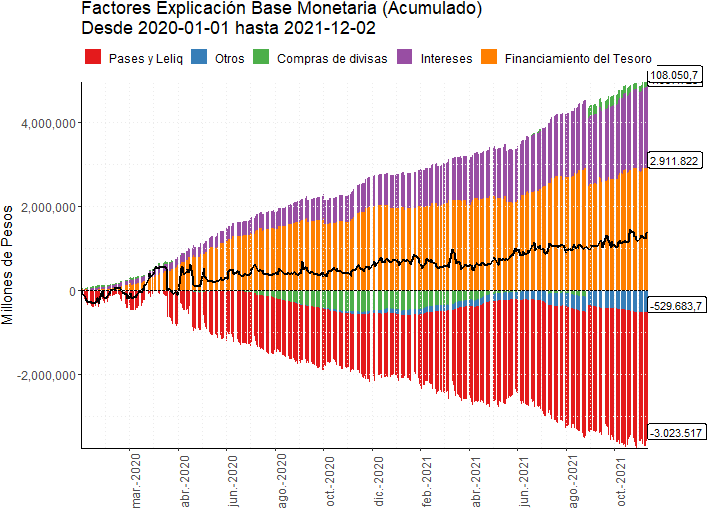 Factores Explicación Base Monetaria (Acumulado)
Desde 2020-01-01 hasta 2021-12-02
Pases y Leliq Otros Compras de divisas Intereses Financiamiento del Tesoro
Millones de Pesos
4,000,000
2,000,000
0
-2,000,000
108.050,7
2.911.822
-529.683,7
-3.023.517
mar.-2020
abr.-2020
jun.-2020
ago.-2020
oct.-2020
dic.-2020
feb.-2021
abr.-2021
jun.-2021
ago.-2021
oct.-2021